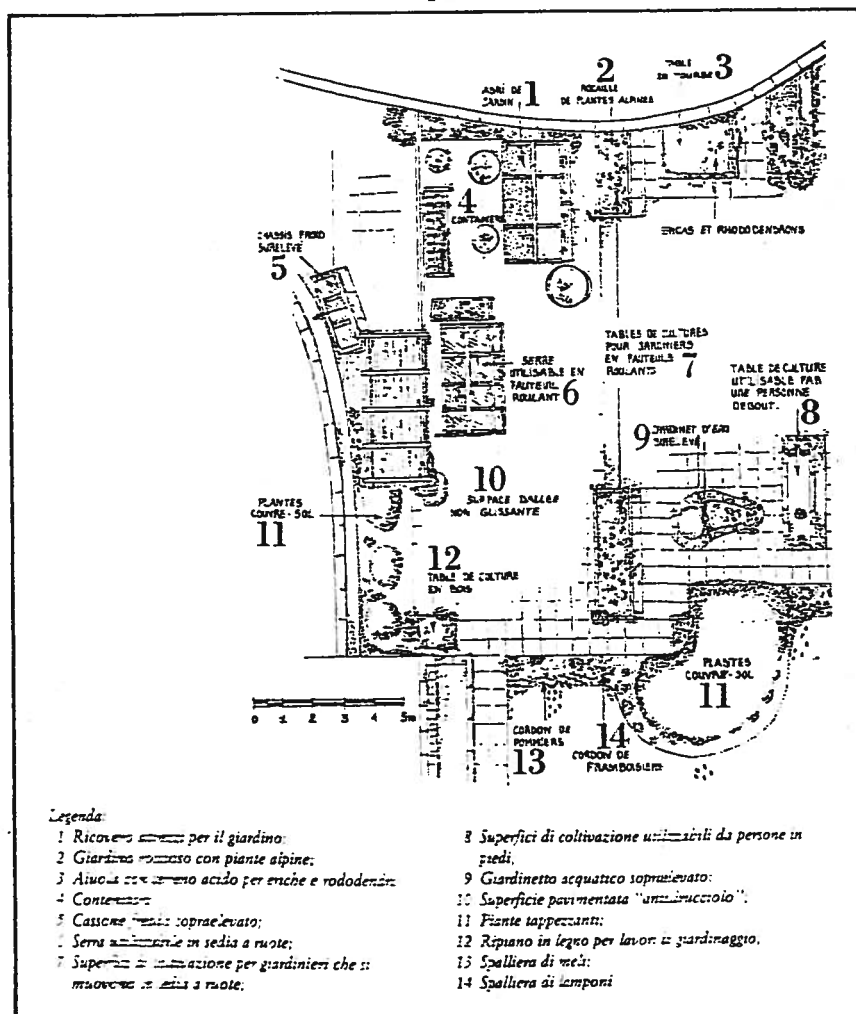 ABRI DE
JARDIN
1
2
ROCAILLE
DE PLANTES ALPINES
TABLE
DE TOURBE
3
4
CONTAINERS
ERICAS ET RHODODENDRONS
CHASSIS FROID
SURELEVÉ
5
SERRE
UTILISABLE EN
FAUTEUIL
ROULANT
6
TABLES DE CULTURES
POUR JARDINIERS
EN FAUTEUILS
ROULANTS
7
TABLE DE CULTURE
UTILISABLE PAR
UNE PERSONNE
DEBOUT.
8
9
JARDINET D'EAU
SURELEVÉ
10
SURFACE DALLEE
NON GLISSANTE
PLANTES
COUVRE-SOL
11
12
TABLE DE CULTURE
EN BOIS
PLANTES
COUVRE-SOL
11
0 1 2 3 4 5m
CORDON DE
POMMIERS
13
14
CORDON DE
FRAMBOISIERS
Legenda:
1 Ricovero per il giardino;
2 Giardino roccioso con piante alpine;
3 Aiuola con terreno acido per eriche e rododendri
4 Contenitori
5 Cassone sopraelevato;
Serra in sedia a ruote;
7 Superfici di coltivazione per giardinieri che si
muovono in sedia a ruote;
8 Superfici di coltivazione utilizzabili da persone in
piedi,
9 Giardinetto acquatico sopraelevato;
10 Superficie pavimentata "antisdrucciolo";
11 Piante tappezzanti;
12 Ripiano in legno per lavori di giardinaggio,
13 Spalliera di meli;
14 Spalliera di lamponi